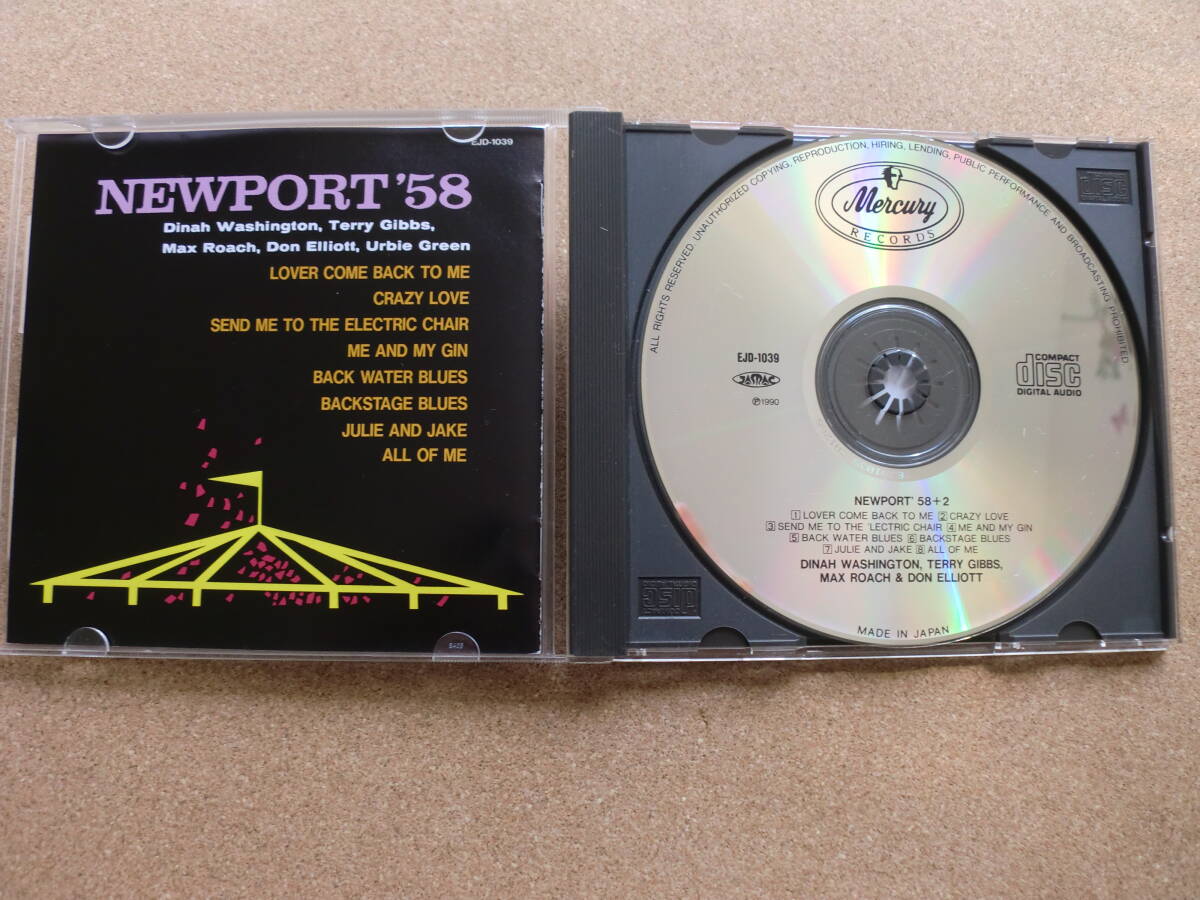 EJD-1039
NEWPORT '58
Dinah Washington, Terry Gibbs,
Max Roach, Don Elliott, Urbie Green
LOVER COME BACK TO ME
CRAZY LOVE
SEND ME TO THE ELECTRIC CHAIR
ME AND MY GIN
BACK WATER BLUES
BACKSTAGE BLUES
JULIE AND JAKE
ALL OF ME
ALL RIGHTS RESERVED UNAUTHORIZED COPYING, REPRODUCTION, HIRING, LENDING, PUBLIC PERFORMANCE AND BROADCASTING PROHIBITED
Mercury
RECORDS
EJD-1039
JASRAC
Ⓟ1990
COMPACT
disc
DIGITAL AUDIO
NEWPORT' 58+2
1 LOVER COME BACK TO ME 2 CRAZY LOVE
3 SEND ME TO THE 'LECTRIC CHAIR 4 ME AND MY GIN
5 BACK WATER BLUES 6 BACKSTAGE BLUES
7 JULIE AND JAKE 8 ALL OF ME
DINAH WASHINGTON, TERRY GIBBS,
MAX ROACH & DON ELLIOTT
MADE IN JAPAN
disc
disc